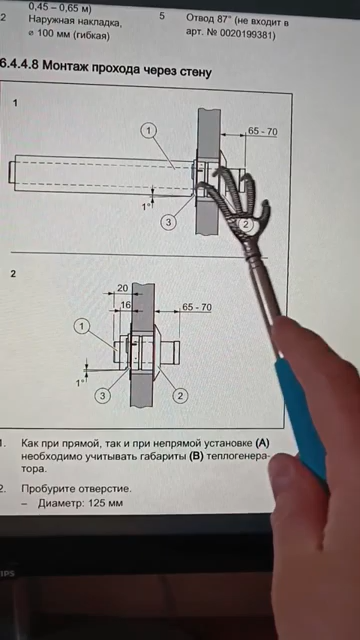 0,45 – 0,65 м)
2 Наружная накладка,
⌀ 100 мм (гибкая)
5 Отвод 87° (не входит в
арт. № 0020199381)
6.4.4.8 Монтаж прохода через стену
1
1
65 - 70
1°
3
2
2
20
16
65 - 70
1
1°
3
2
1. Как при прямой, так и при непрямой установке (A)
необходимо учитывать габариты (B) теплогенера-
тора.
2. Пробурите отверстие.
– Диаметр: 125 мм